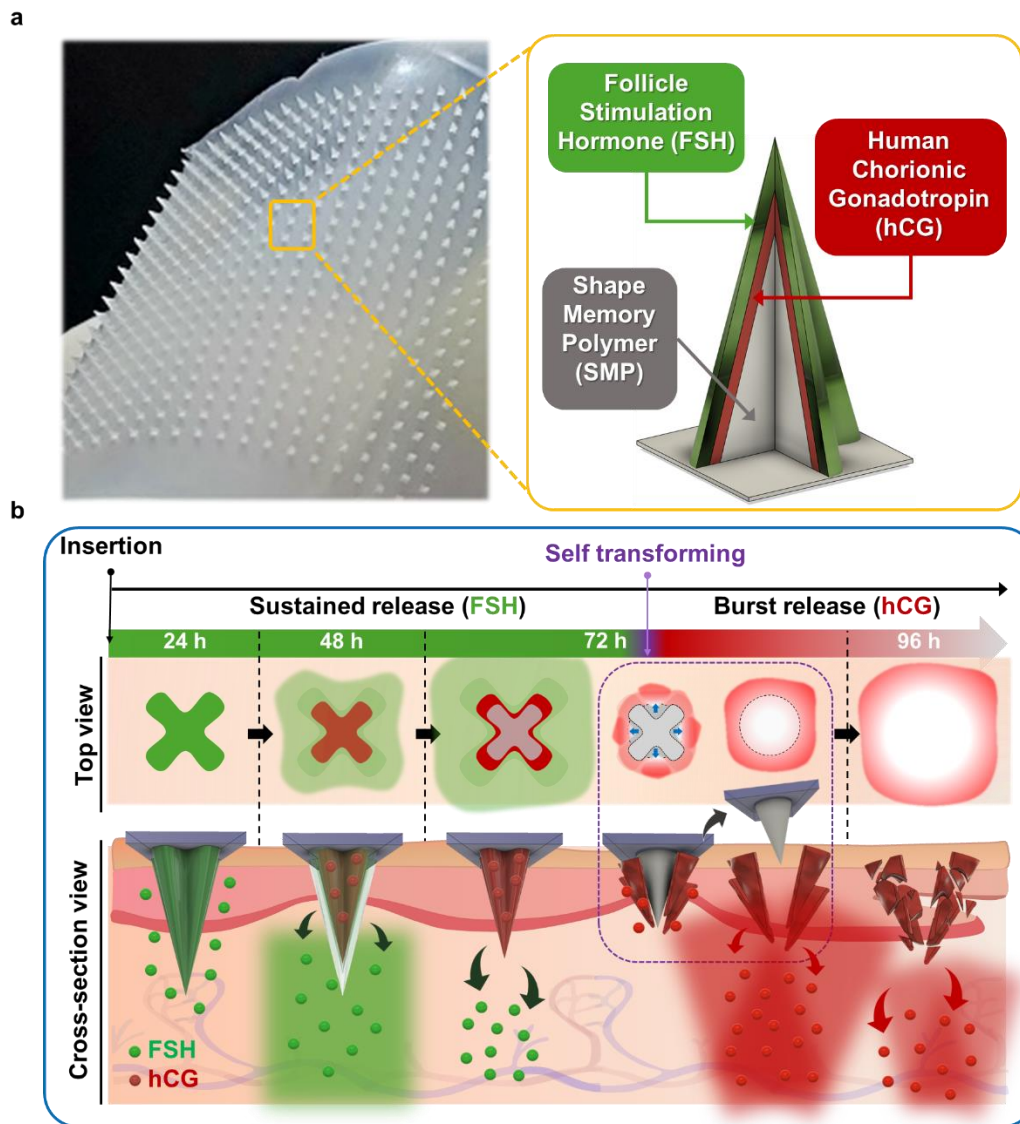 a
Follicle
Stimulation
Hormone (FSH)
Human
Chorionic
Gonadotropin
(hCG)
Shape
Memory
Polymer
(SMP)
b
Insertion
Self transforming
Sustained release (FSH)
Burst release (hCG)
24 h
48 h
72 h
96 h
Top view
Cross-section view
FSH
hCG